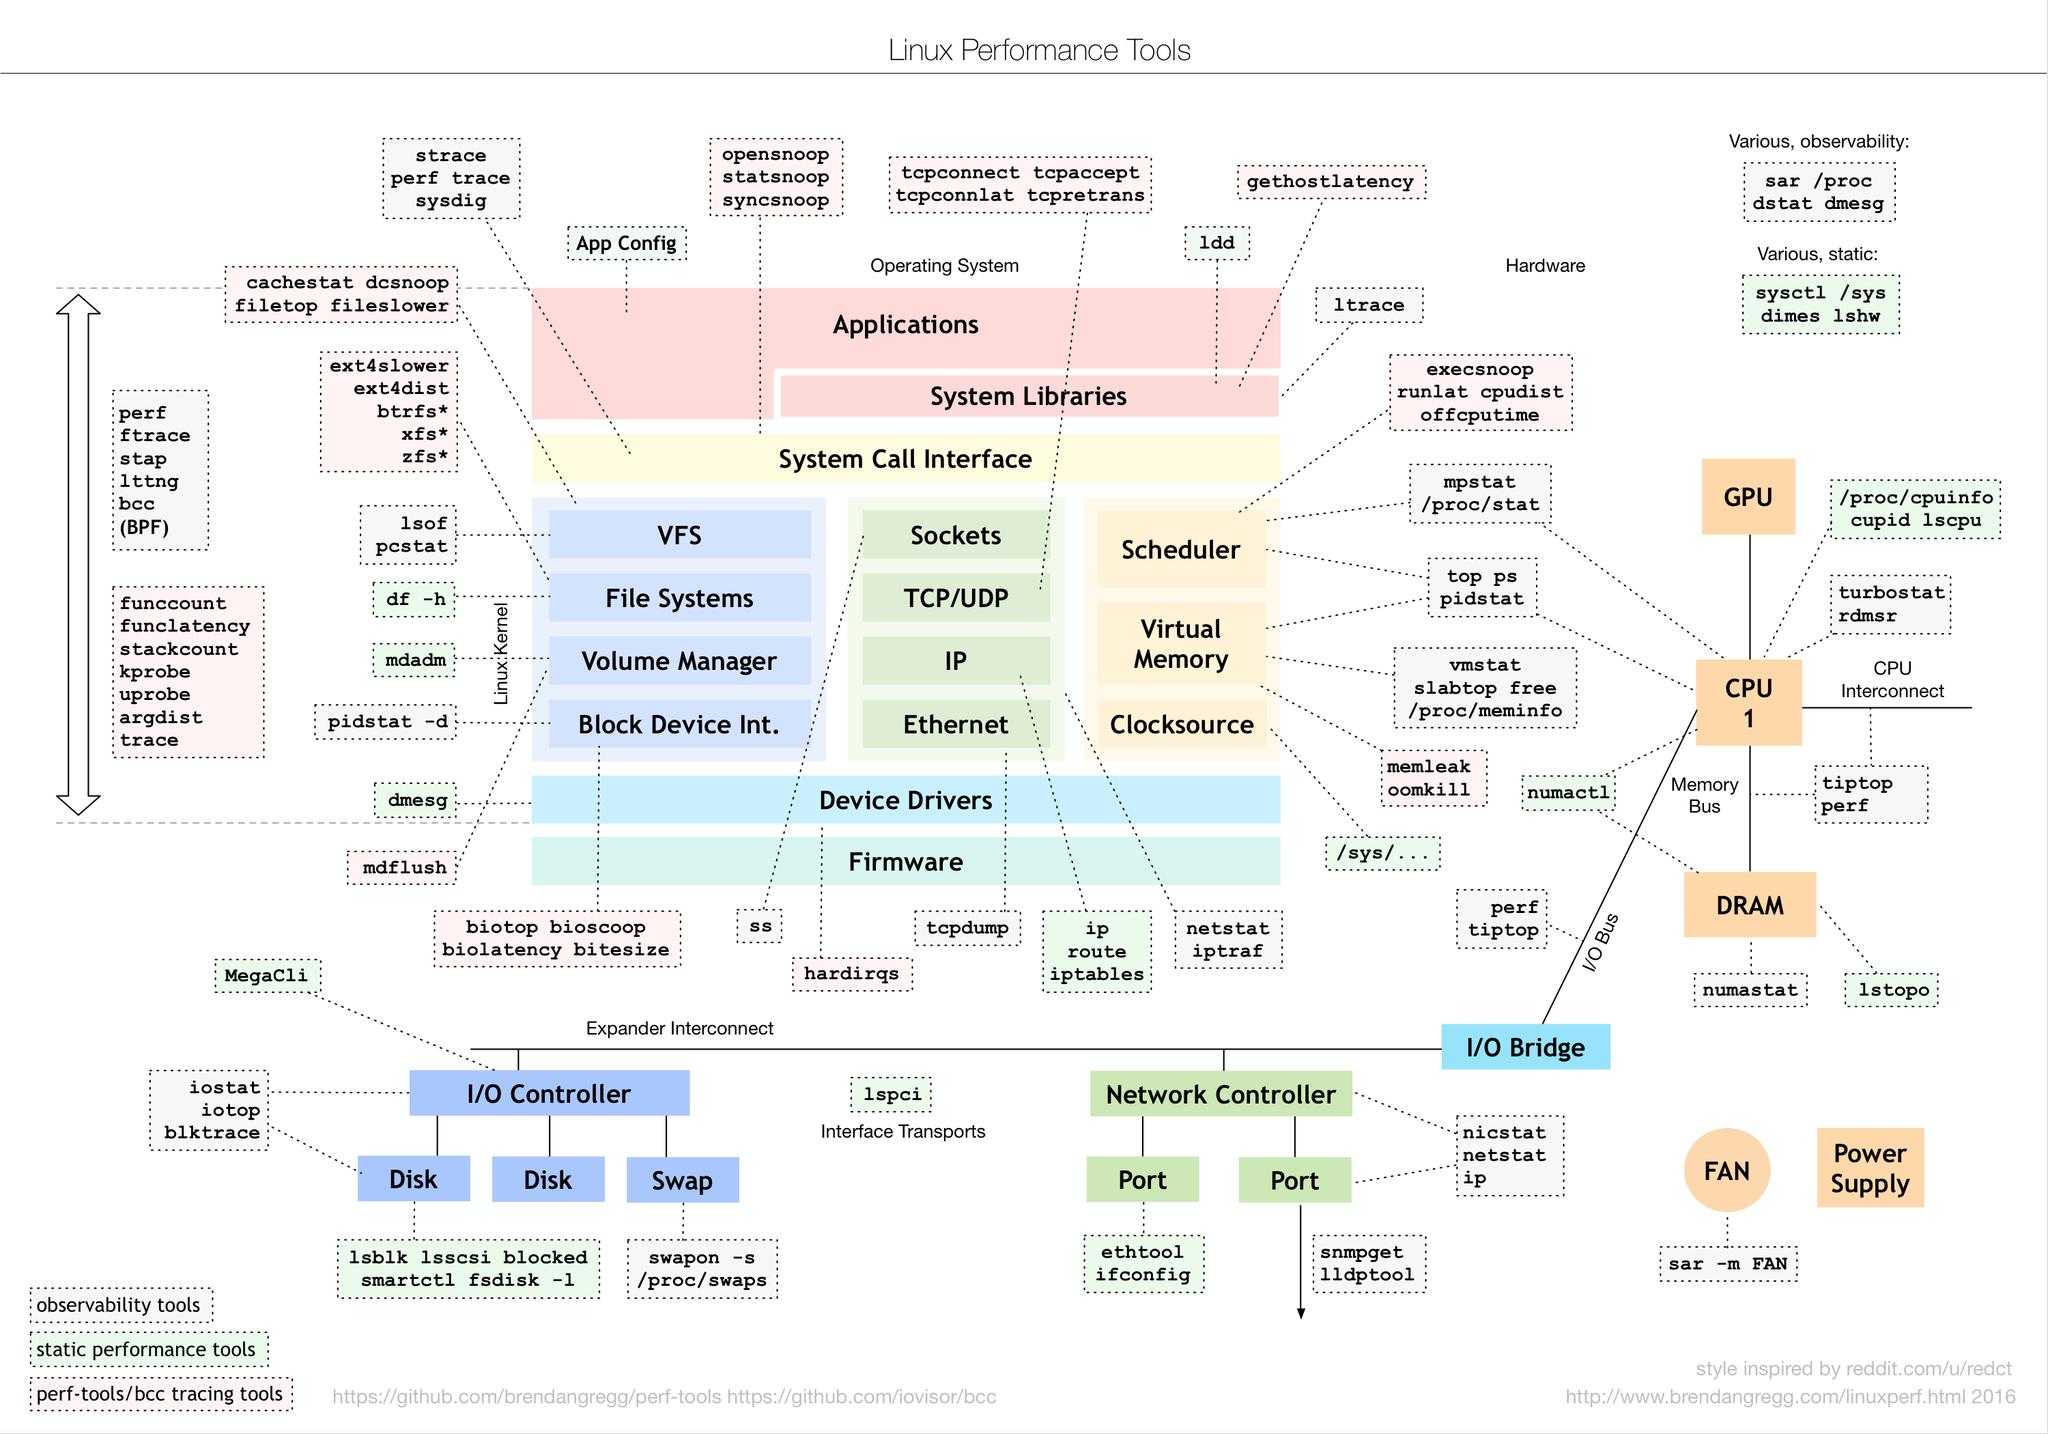 Linux Performance Tools
strace
perf trace
sysdig
opensnoop
statsnoop
syncsnoop
tcpconnect tcpaccept
tcpconnlat tcpretrans
gethostlatency
Various, observability:
sar /proc
dstat dmesg
App Config
ldd
Operating System
Hardware
Various, static:
sysctl /sys
dimes lshw
cachestat dcsnoop
filetop fileslower
Applications
ltrace
ext4slower
ext4dist
btrfs*
xfs*
zfs*
System Libraries
execsnoop
runlat cpudist
offcputime
perf
ftrace
stap
lttng
bcc
(BPF)
System Call Interface
mpstat
/proc/stat
GPU
/proc/cpuinfo
cupid lscpu
lsof
pcstat
VFS
Sockets
Scheduler
top ps
pidstat
turbostat
rdmsr
df -h
File Systems
TCP/UDP
Virtual
Memory
funccount
funclatency
stackcount
kprobe
uprobe
argdist
trace
Linux Kernel
mdadm
Volume Manager
IP
vmstat
slabtop free
/proc/meminfo
CPU
1
CPU
Interconnect
pidstat -d
Block Device Int.
Ethernet
Clocksource
memleak
oomkill
numactl
Memory
Bus
tiptop
perf
dmesg
Device Drivers
mdflush
Firmware
/sys/...
perf
tiptop
I/O Bus
DRAM
biotop bioscoop
biolatency bitesize
ss
hardirqs
tcpdump
ip
route
iptables
netstat
iptraf
numastat
lstopo
MegaCli
Expander Interconnect
I/O Bridge
iostat
iotop
blktrace
I/O Controller
lspci
Interface Transports
Network Controller
nicstat
netstat
ip
Disk
Disk
Swap
Port
Port
FAN
Power
Supply
lsblk lsscsi blocked
smartctl fsdisk -l
swapon -s
/proc/swaps
ethtool
ifconfig
snmpget
lldptool
sar -m FAN
observability tools
static performance tools
perf-tools/bcc tracing tools
https://github.com/brendangregg/perf-tools https://github.com/iovisor/bcc
style inspired by reddit.com/u/redct
http://www.brendangregg.com/linuxperf.html 2016